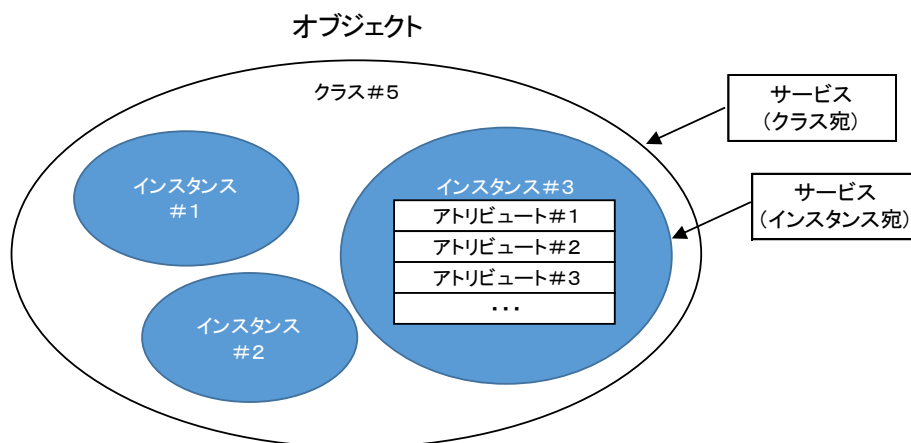 オブジェクト
クラス#5
サービス
(クラス宛)
インスタンス
#1
インスタンス#3
アトリビュート#1
アトリビュート#2
アトリビュート#3
・・・
サービス
(インスタンス宛)
インスタンス
#2